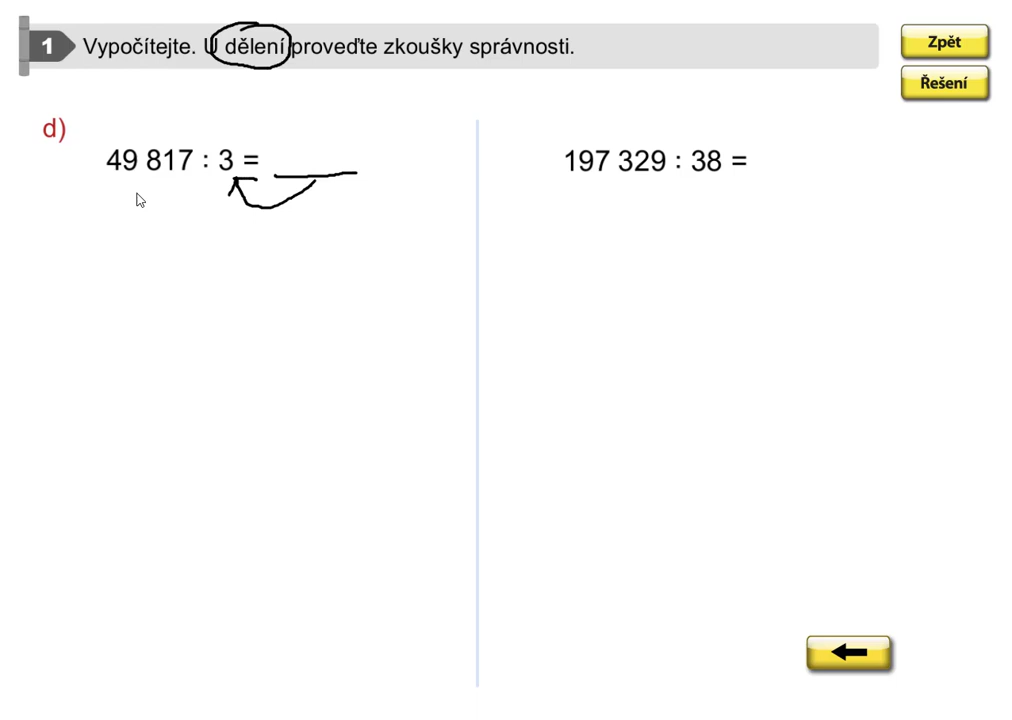 1 Vypočítejte. U dělení proveďte zkoušky správnosti.
Zpět
Řešení
d)
49 817 : 3 =
197 329 : 38 =